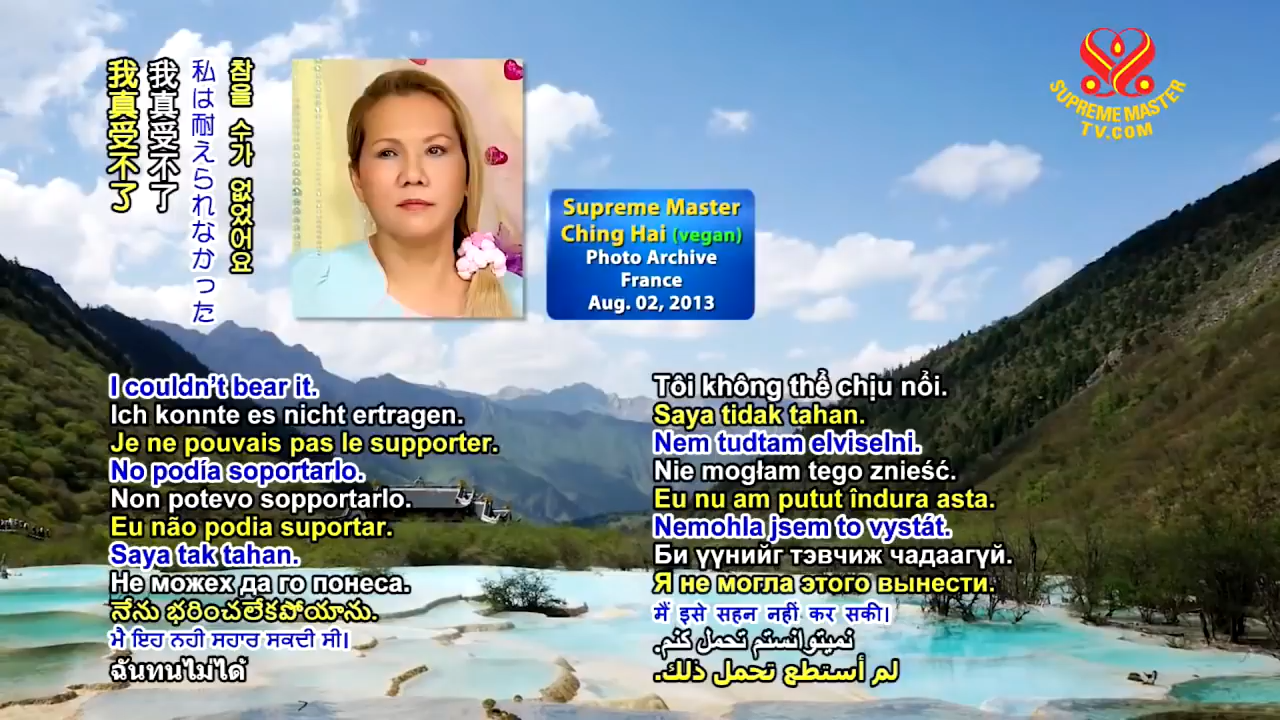 我真受不了
我真受不了
私は耐えられなかった
참을 수가 없었어요
SUPREME MASTER
TV.COM
Supreme Master
Ching Hai (vegan)
Photo Archive
France
Aug. 02, 2013
I couldn't bear it.
Ich konnte es nicht ertragen.
Je ne pouvais pas le supporter.
No podía soportarlo.
Non potevo sopportarlo.
Eu não podia suportar.
Saya tak tahan.
Не можех да го понеса.
నేను భరించలేకపోయాను.
ਮੈ ਇਹ ਨਹੀ ਸਹਾਰ ਸਕਦੀ ਸੀ।
ฉันทนไม่ได้
Tôi không thể chịu nổi.
Saya tidak tahan.
Nem tudtam elviselni.
Nie mogłam tego znieść.
Eu nu am putut îndura asta.
Nemohla jsem to vystát.
Би үүнийг тэвчиж чадаагүй.
Я не могла этого вынести.
मैं इसे सहन नहीं कर सकी।
نمیتوانستم تحمل کنم.
لم أستطع تحمل ذلك.